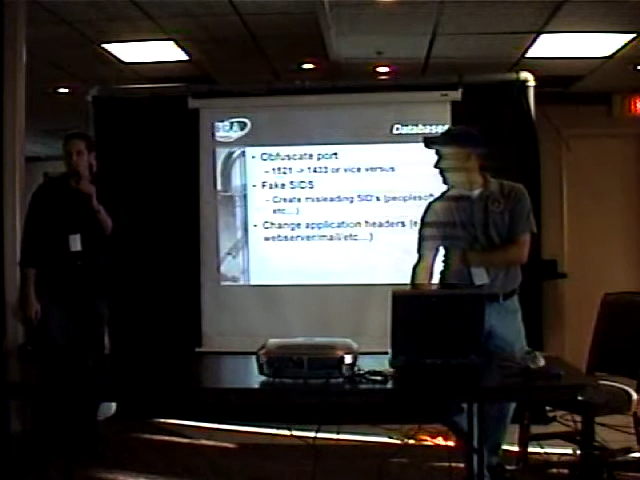 Database
• Obfuscate port
– 1521 -> 1433 or vice versus
• Fake SIDS
– Create misleading SID's (peoplesoft
etc...)
• Change application headers (e
webserver/mail/etc...)